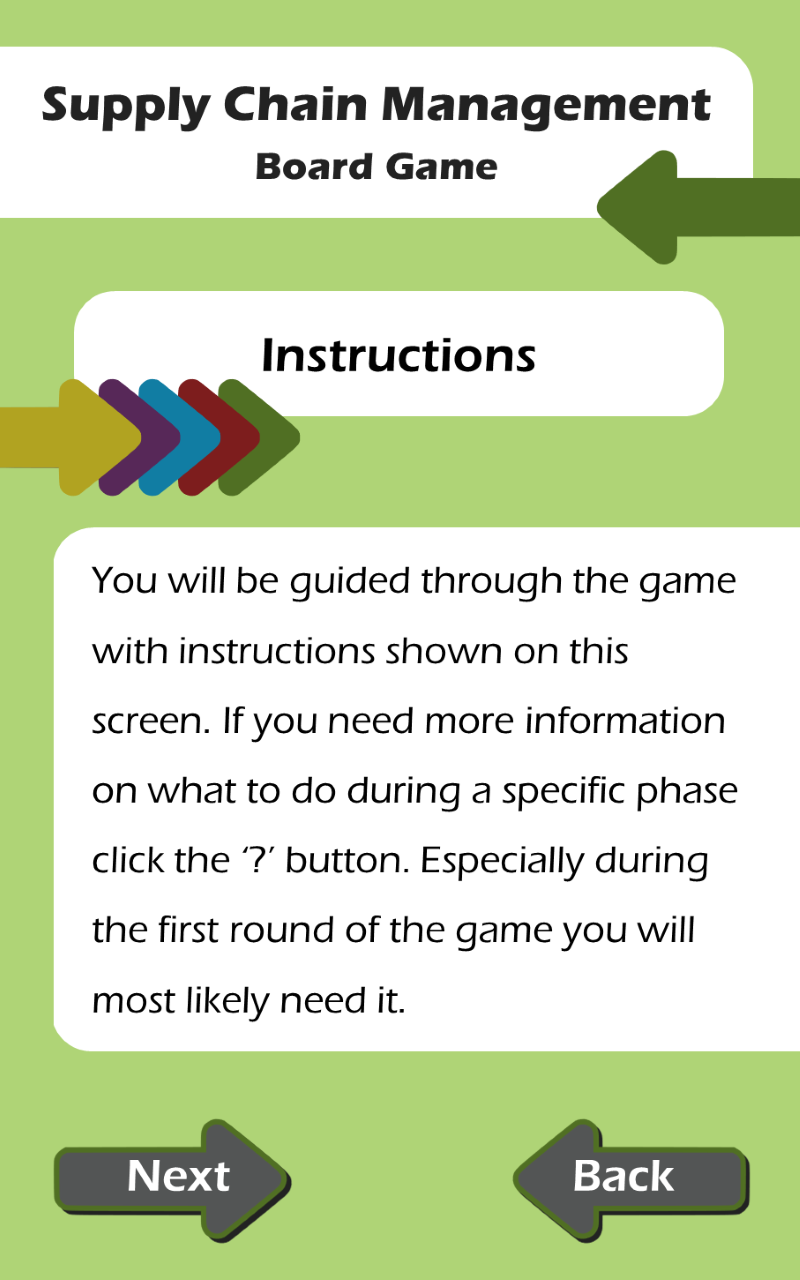 Supply Chain Management
Board Game
Instructions
You will be guided through the game
with instructions shown on this
screen. If you need more information
on what to do during a specific phase
click the ‘?’ button. Especially during
the first round of the game you will
most likely need it.
Next
Back